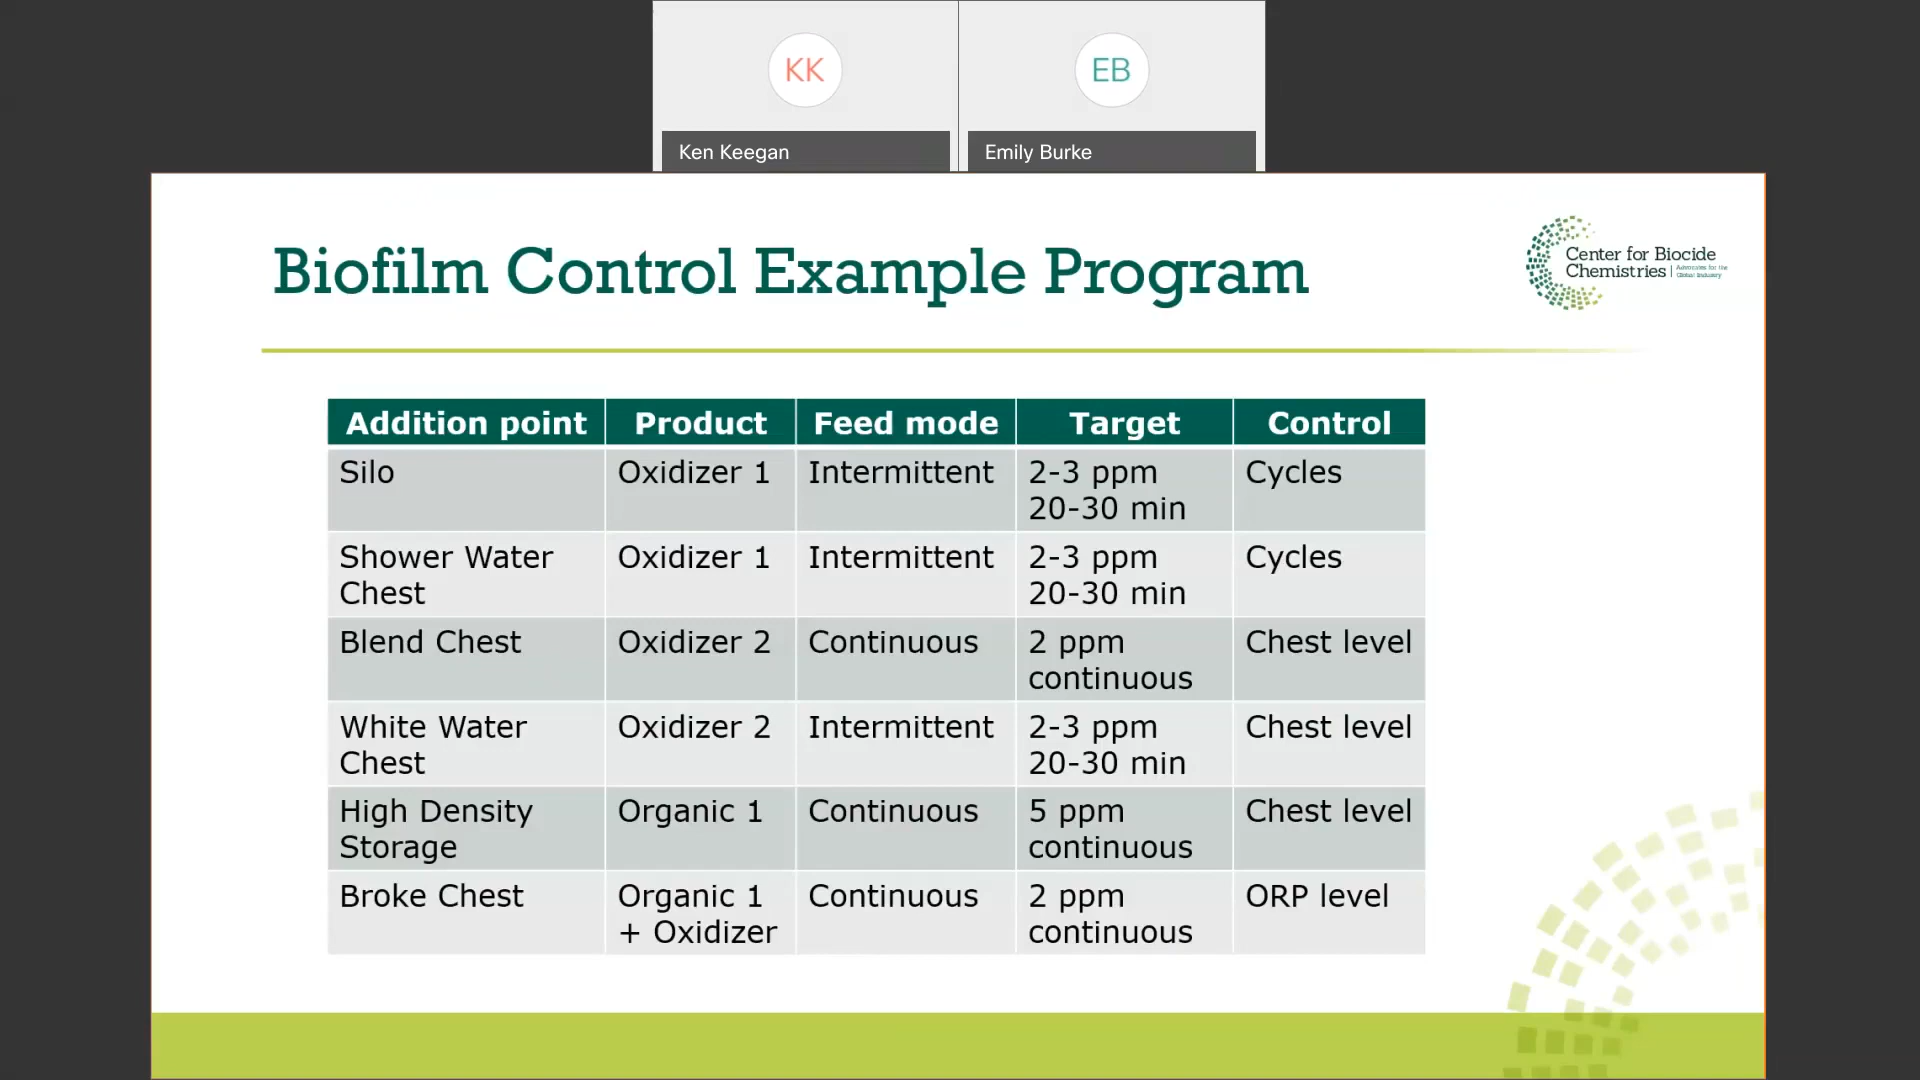 KK
EB
Ken Keegan
Emily Burke
Biofilm Control Example Program
Center for Biocide
Chemistries | Advocates for the
Global Industry
Addition point Product Feed mode Target Control
Silo Oxidizer 1 Intermittent 2-3 ppm Cycles
20-30 min
Shower Water Oxidizer 1 Intermittent 2-3 ppm Cycles
Chest 20-30 min
Blend Chest Oxidizer 2 Continuous 2 ppm Chest level
continuous
White Water Oxidizer 2 Intermittent 2-3 ppm Chest level
Chest 20-30 min
High Density Organic 1 Continuous 5 ppm Chest level
Storage continuous
Broke Chest Organic 1 Continuous 2 ppm ORP level
+ Oxidizer continuous